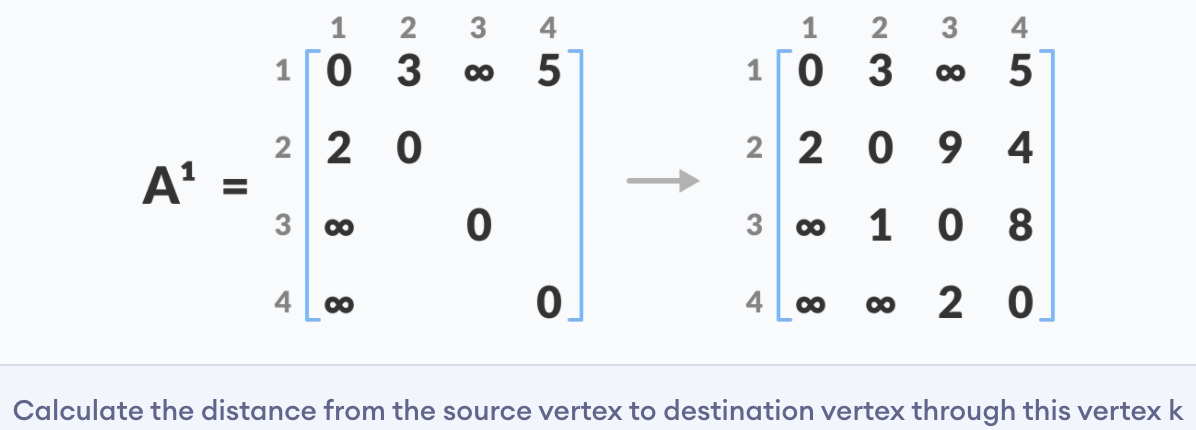 1 2 3 4 1 2 3 4
1 0 3 ∞ 5 1 0 3 ∞ 5
2 2 0 2 2 0 9 4
A¹ = →
3 ∞ 0 3 ∞ 1 0 8
4 ∞ 0 4 ∞ ∞ 2 0
Calculate the distance from the source vertex to destination vertex through this vertex k